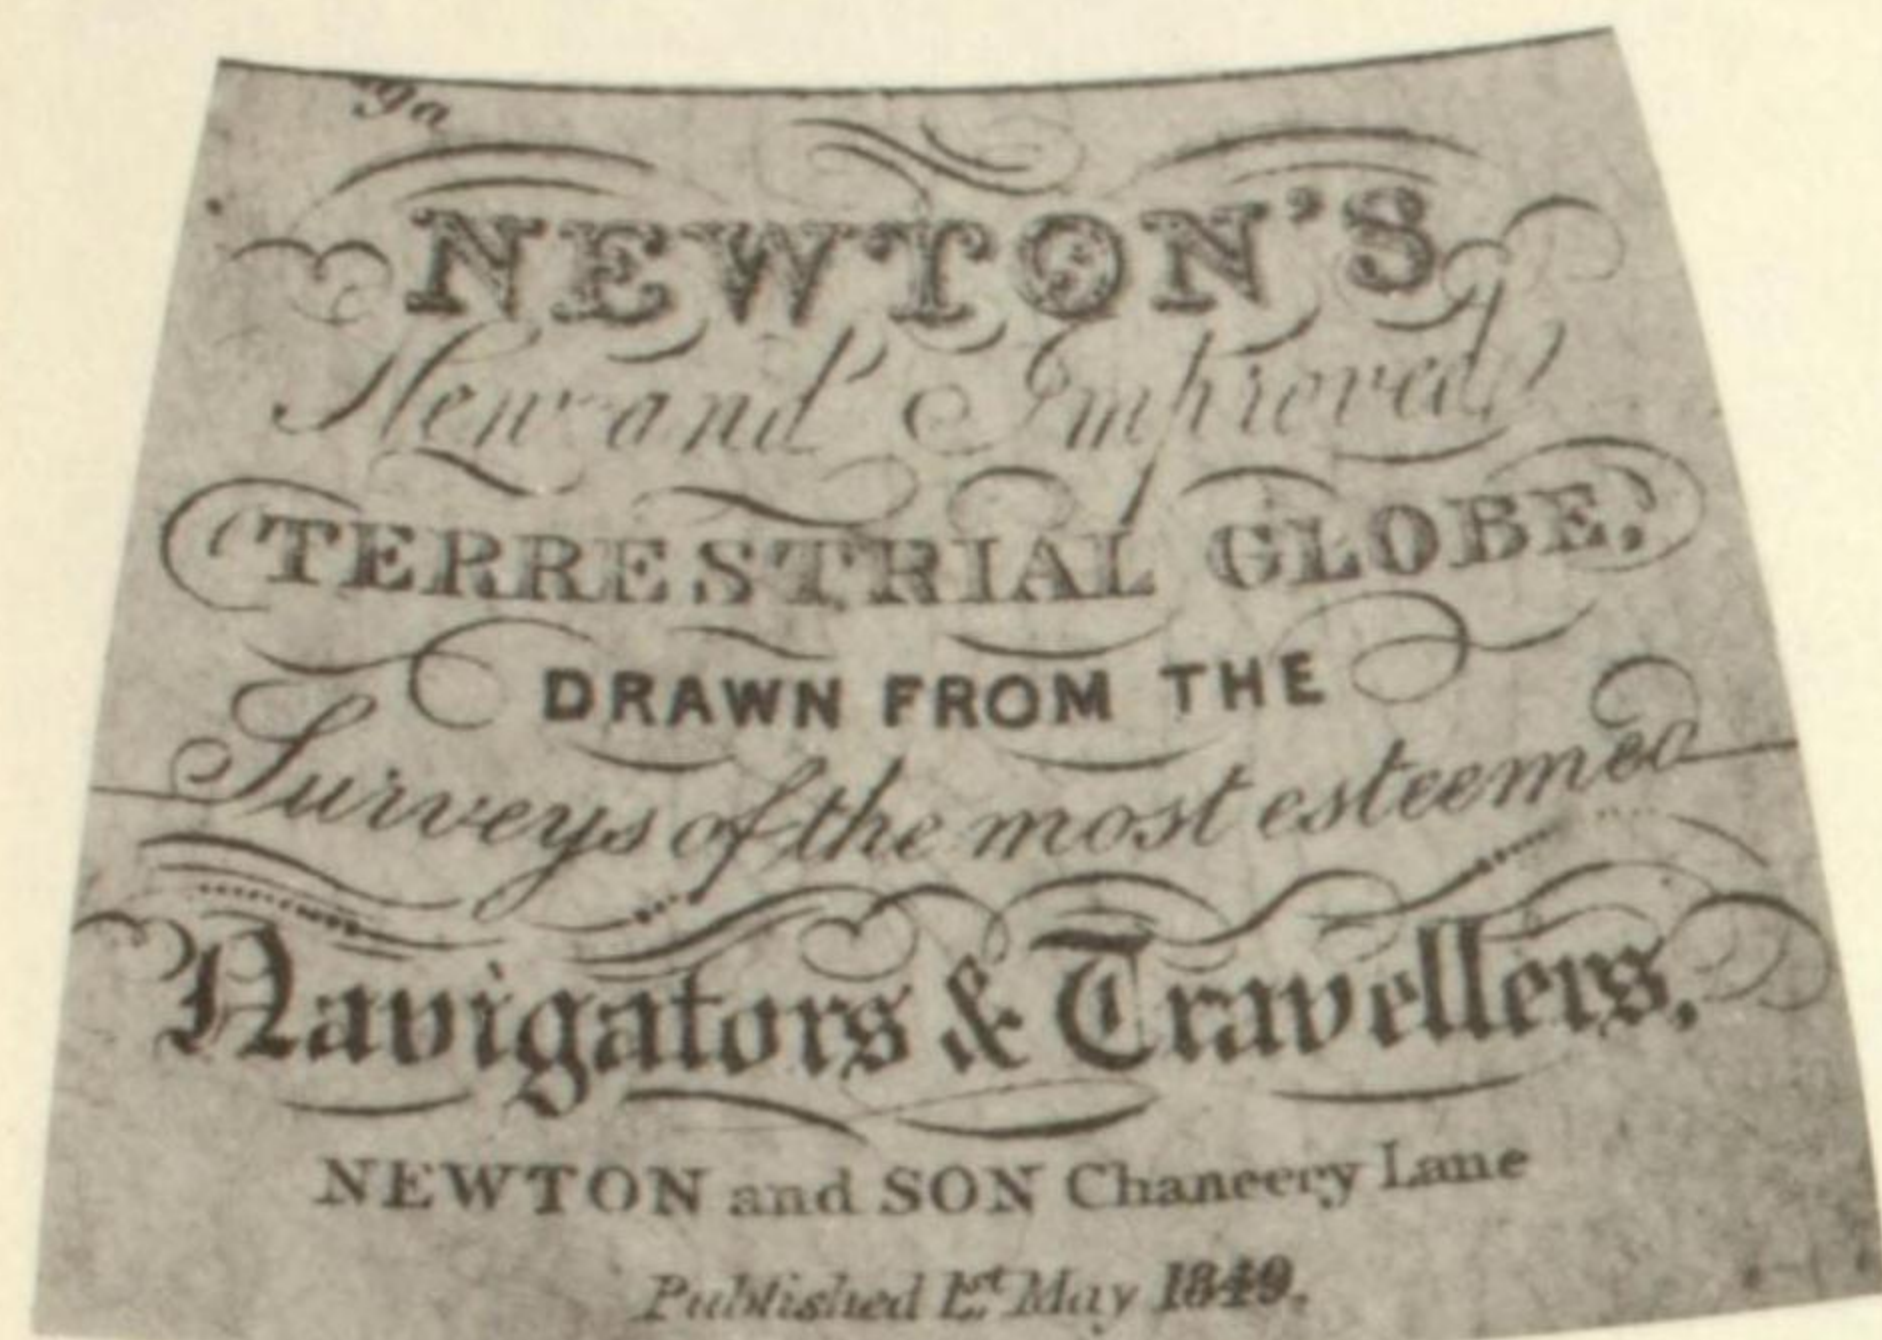 NEWTON'S
New and Improved
TERRESTRIAL GLOBE,
DRAWN FROM THE
Surveys of the most esteemed
Navigators & Travellers,
NEWTON and SON Chancery Lane
Published 1st May 1849.